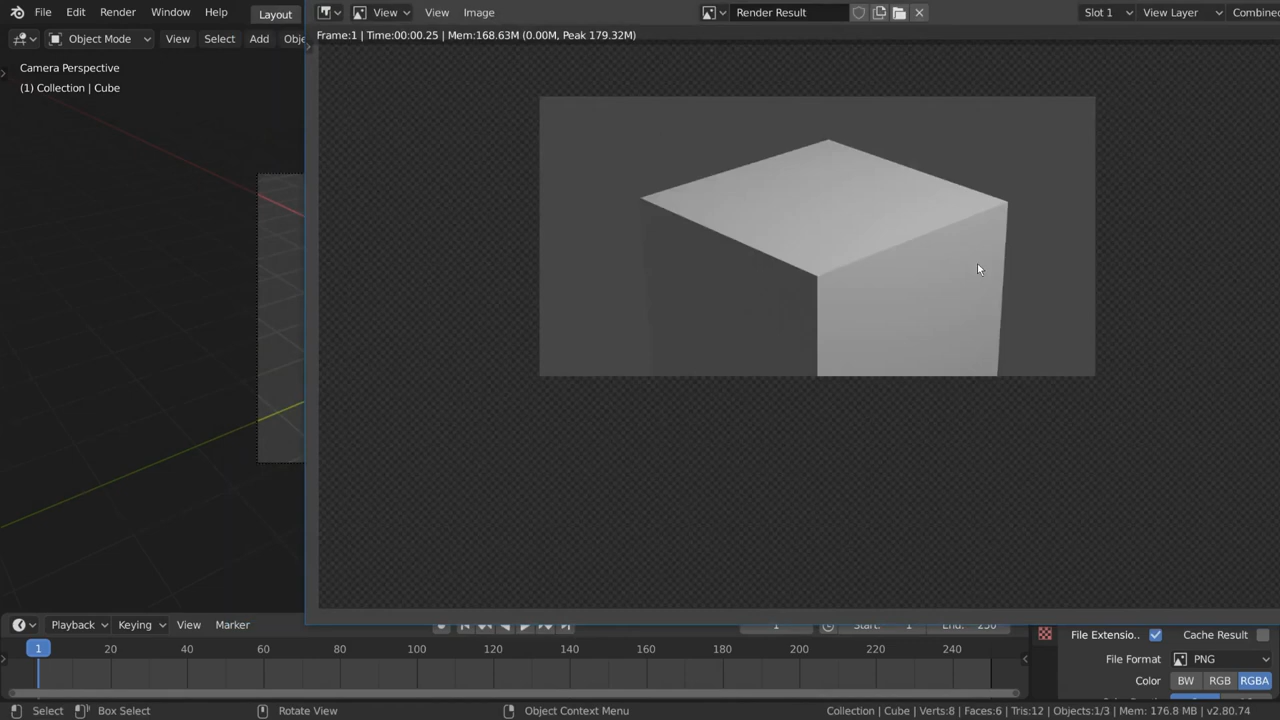 File Edit Render Window Help Layout
View View Image Render Result Slot 1 View Layer Combine
Object Mode View Select Add Obje
Frame:1 | Time:00:00.25 | Mem:168.63M (0.00M, Peak 179.32M)
Camera Perspective
(1) Collection | Cube
Playback Keying View Marker
1 Start: 1 End: 250
1 20 40 60 80 100 120 140 160 180 200 220 240
File Extensio.. Cache Result
File Format PNG
Color BW RGB RGBA
Select Box Select Rotate View Object Context Menu Collection | Cube | Verts:8 | Faces:6 | Tris:12 | Objects:1/3 | Mem: 176.8 MB | v2.80.74